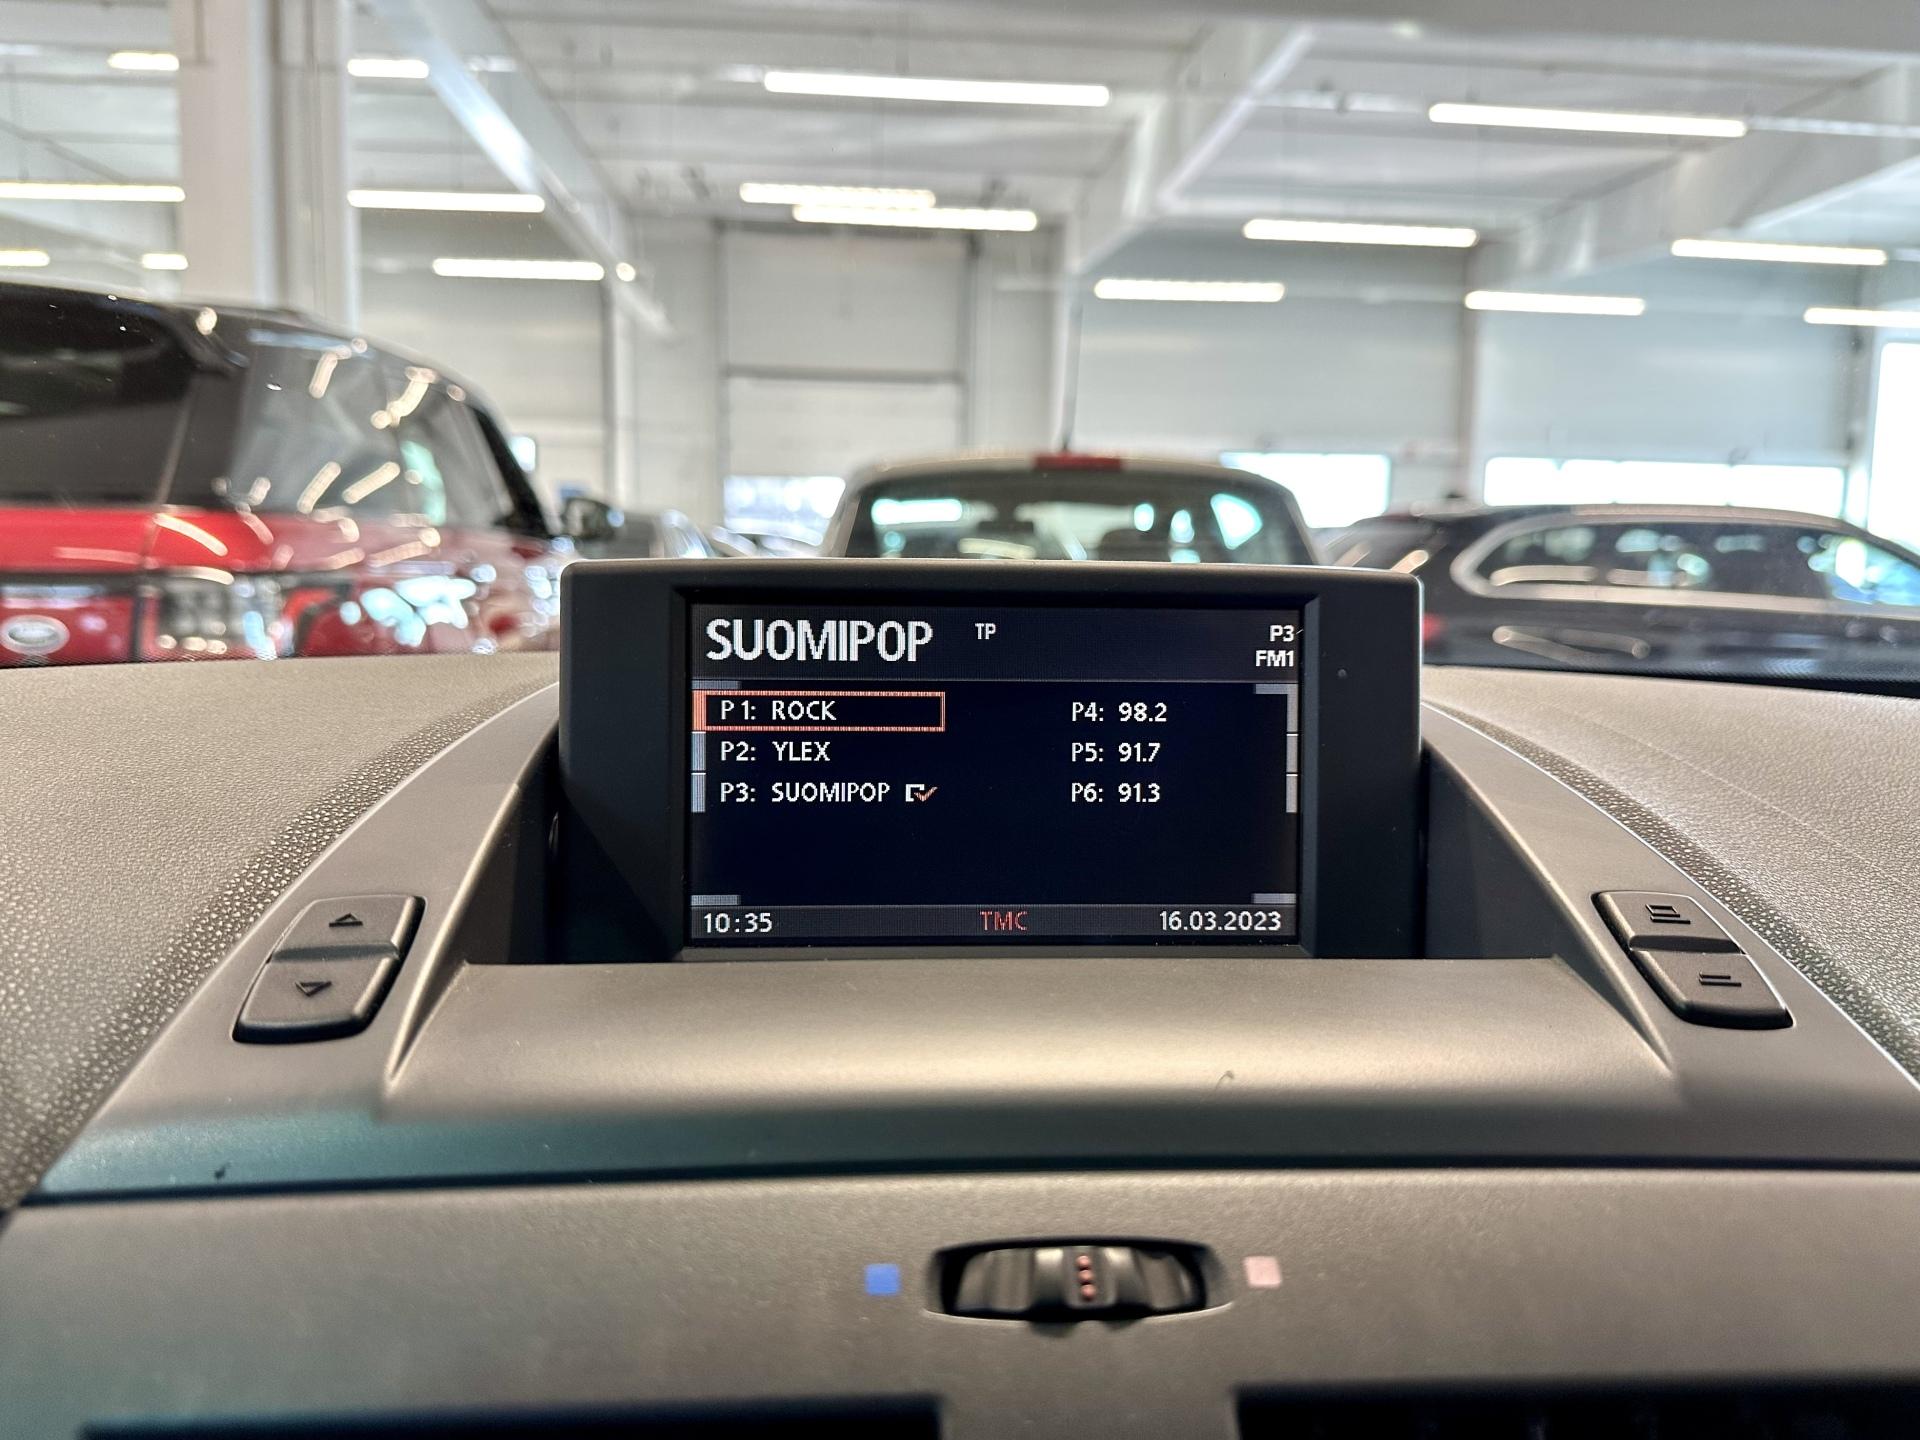 SUOMIPOP TP P3
FM1
P1: ROCK P4: 98.2
P2: YLEX P5: 91.7
P3: SUOMIPOP P6: 91.3
10:35 TMC 16.03.2023